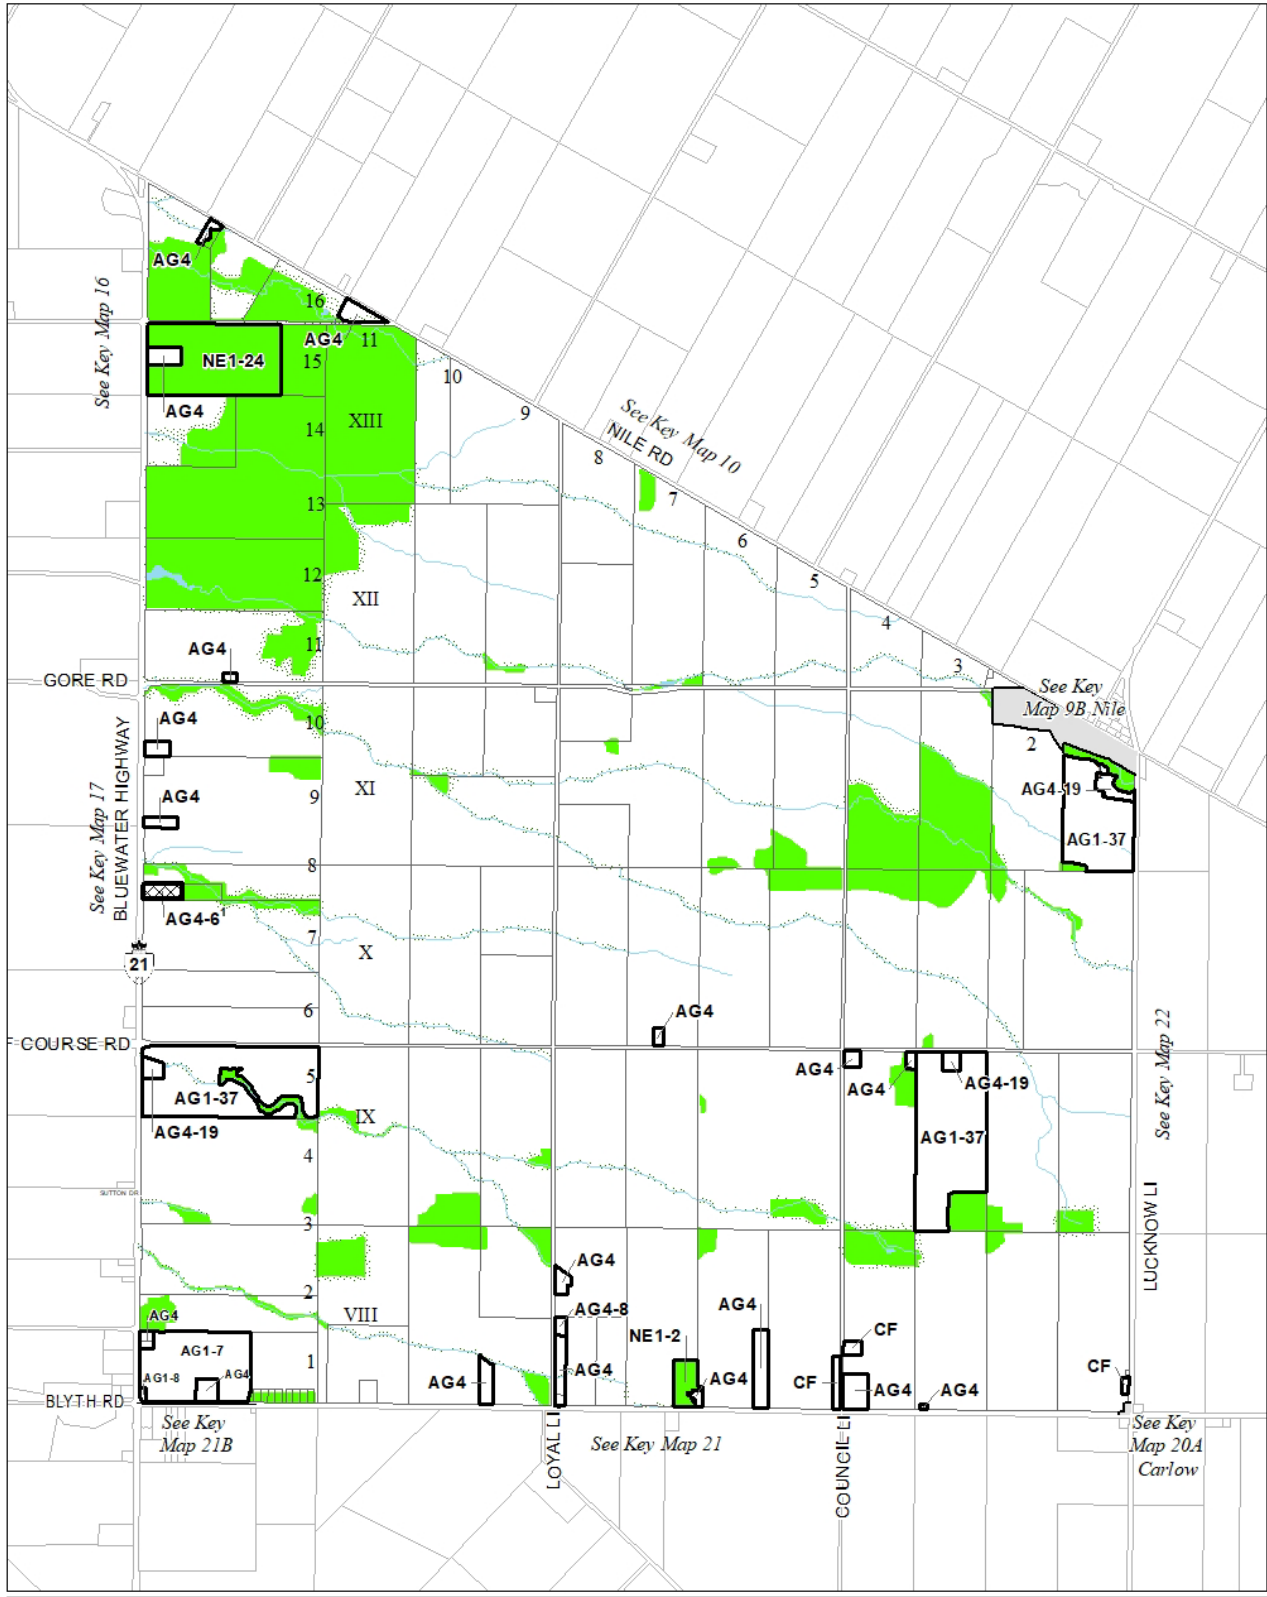 AG4
See Key Map 16
16
AG4
11
NE1-24
15
10
AG4
XIII
9
14
See Key Map 10
NILE RD
8
7
13
6
12
5
XII
4
11
AG4
3
GORE RD
See Key
Map 9B Nile
AG4
10
2
BLUEWATER HIGHWAY
See Key Map 17
AG4
9
XI
AG4-19
AG1-37
8
AG4-6¹
7
X
21
6
AG4
F COURSE RD
See Key Map 22
5
AG1-37
AG4
AG4
AG4-19
IX
AG4-19
AG1-37
4
SUTTON DR
3
LUCKNOW LI
AG4
2
AG4
VIII
AG4-8
AG4
NE1-2
CF
AG1-7
1
AG1-8
AG4
AG4
AG4
AG4
CF
AG4
AG4
CF
BLYTH RD
See Key
Map 21B
LOYAL LI
See Key Map 21
COUNCIL LI
See Key
Map 20A
Carlow